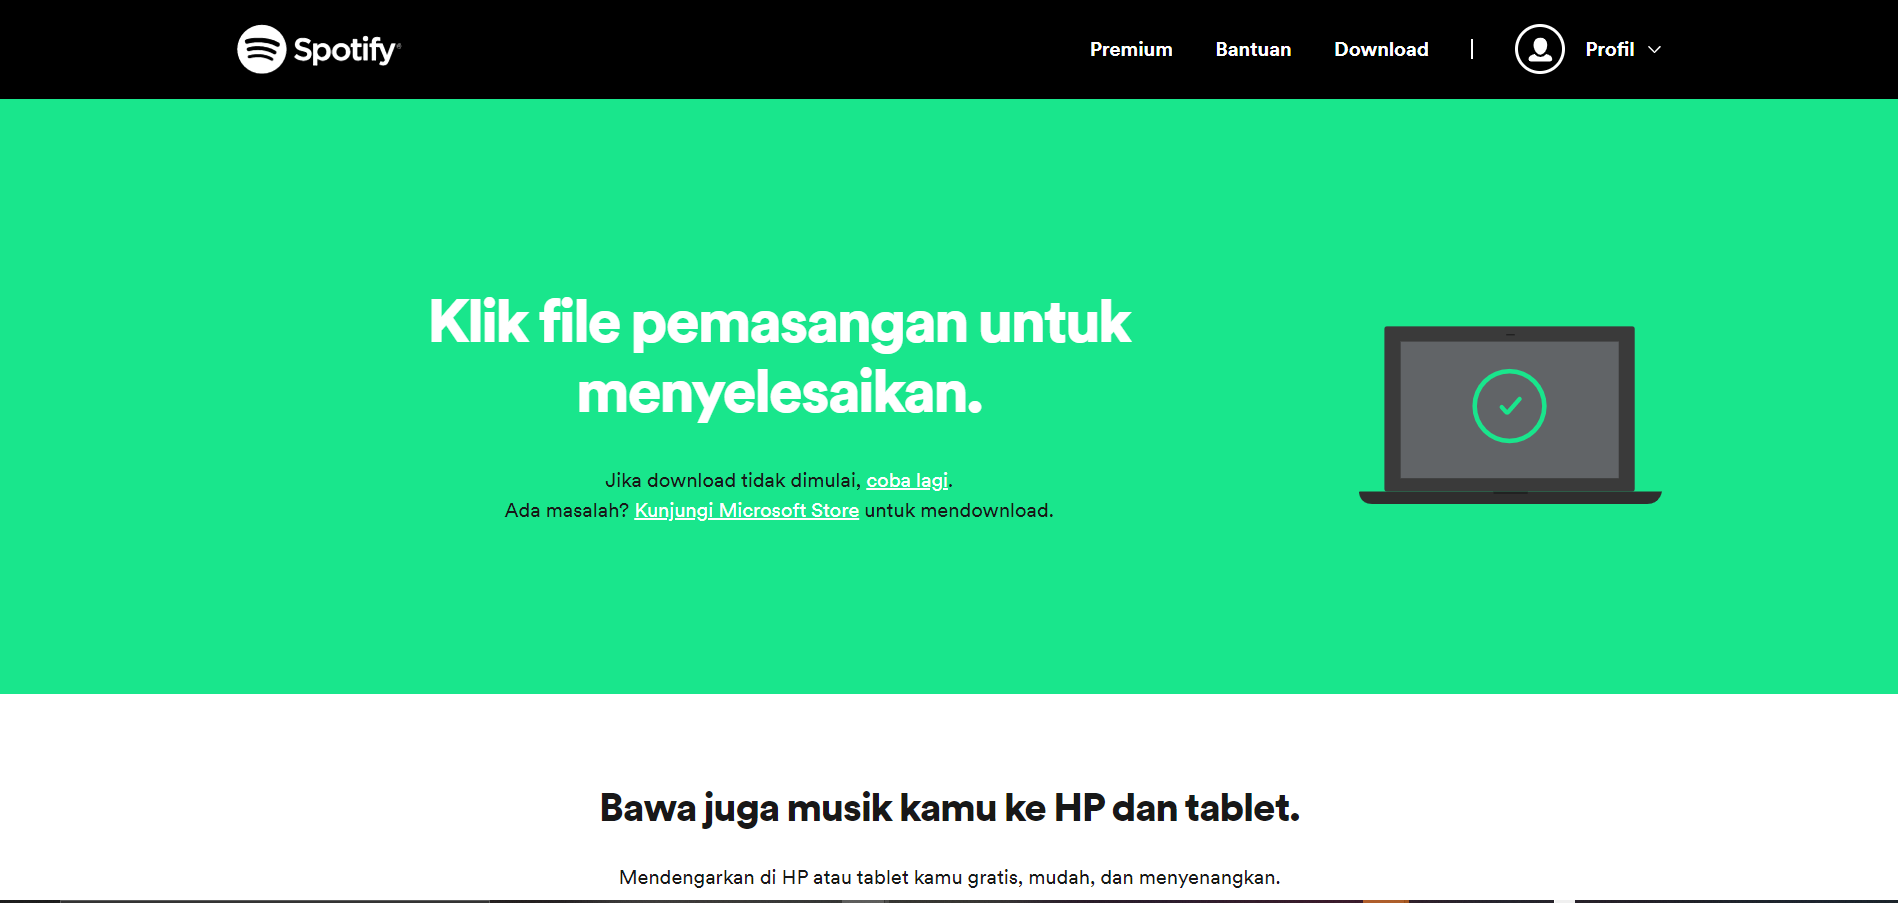 Spotify®
Premium
Bantuan
Download
|
Profil
Klik file pemasangan untuk
menyelesaikan.
Jika download tidak dimulai, coba lagi.
Ada masalah? Kunjungi Microsoft Store untuk mendownload.
Bawa juga musik kamu ke HP dan tablet.
Mendengarkan di HP atau tablet kamu gratis, mudah, dan menyenangkan.